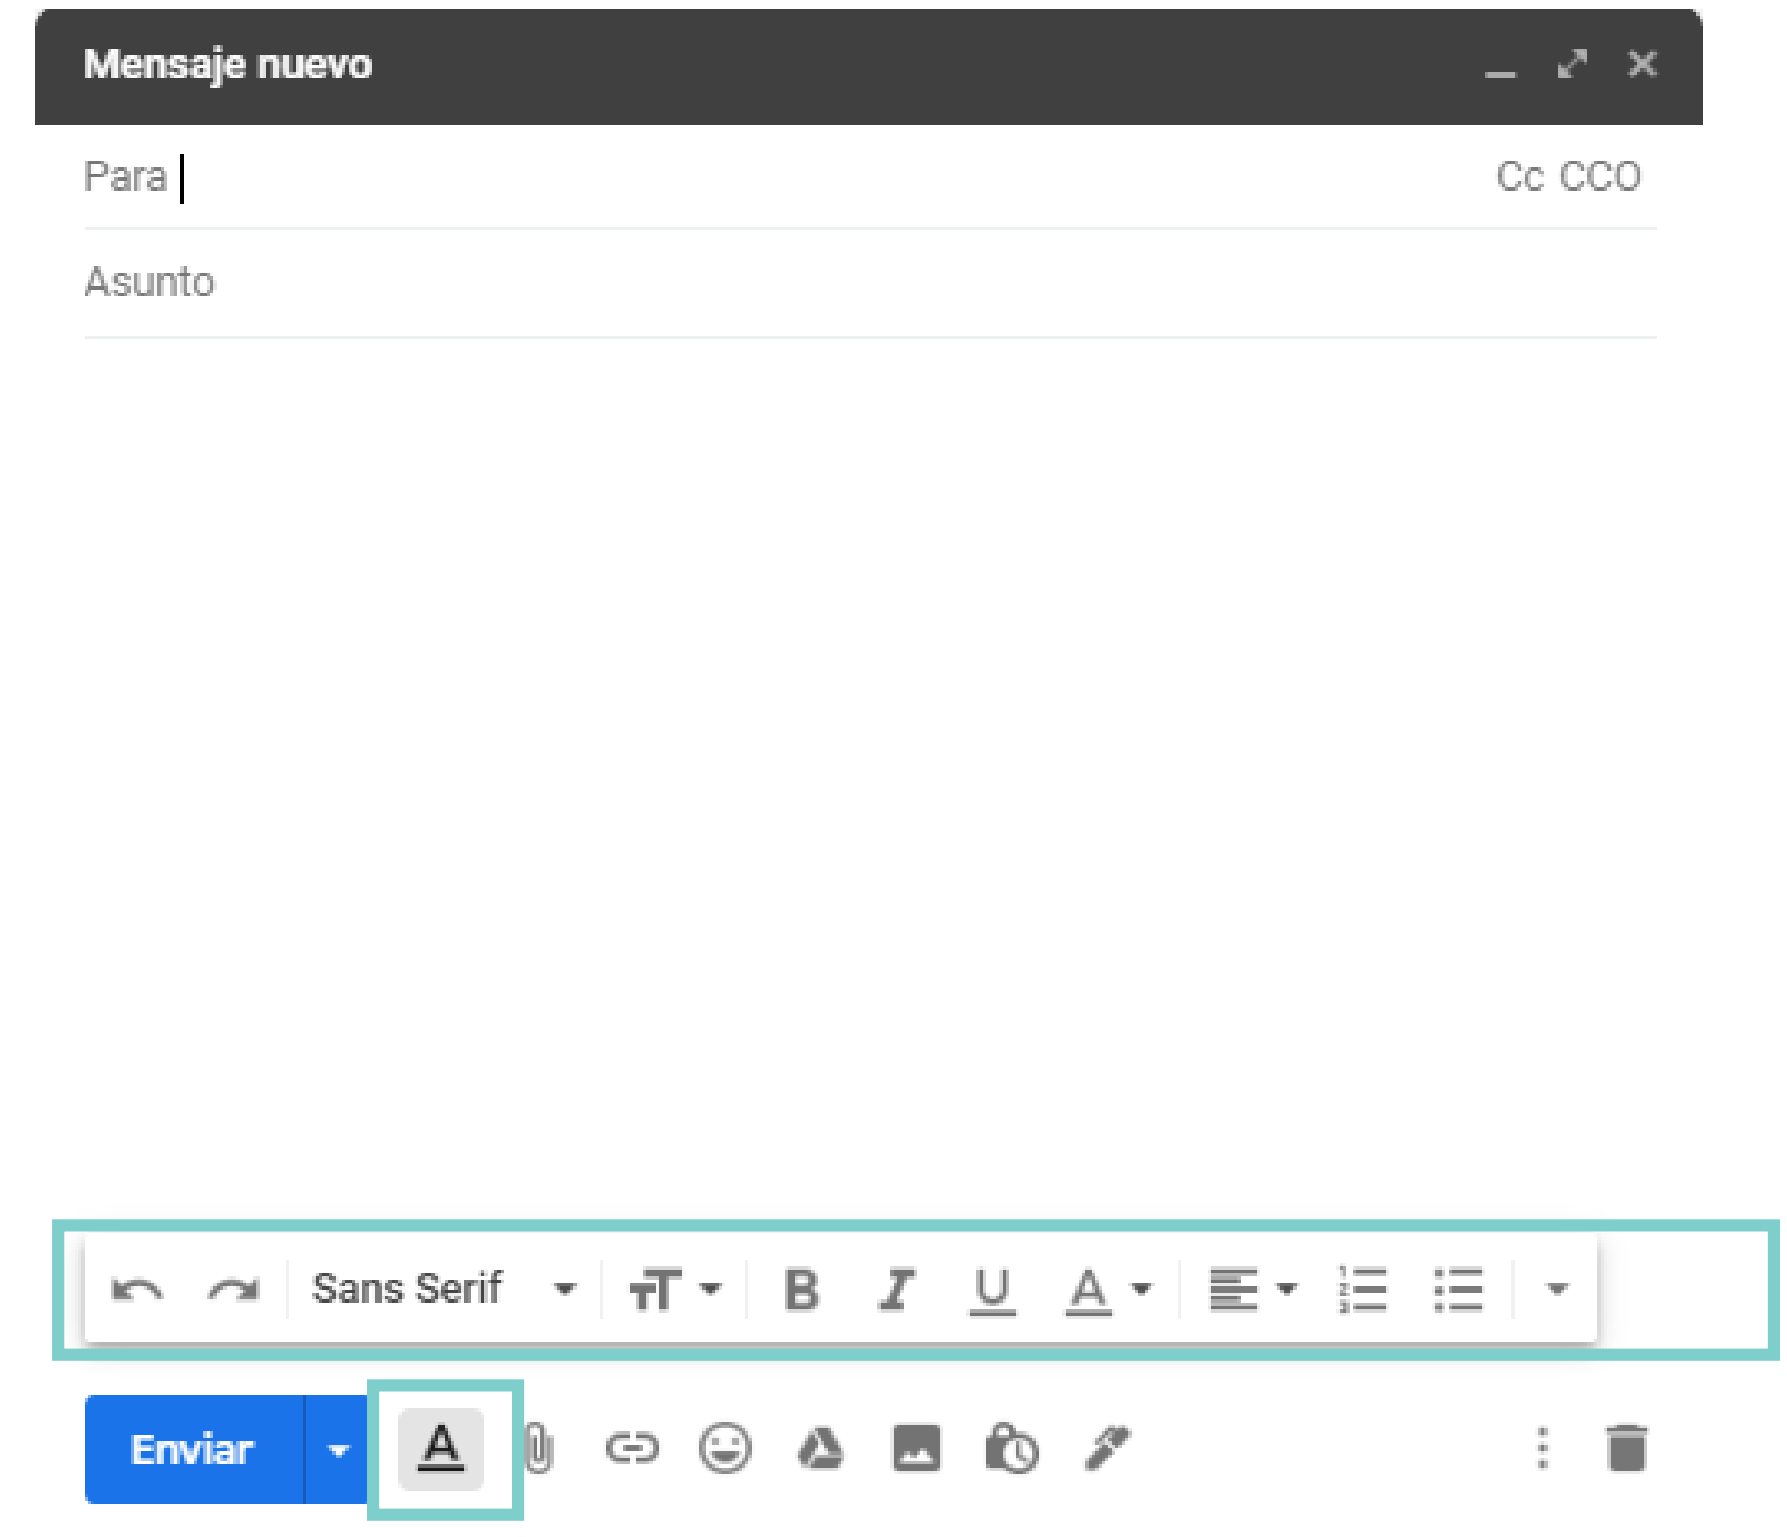 Mensaje nuevo
Para Cc CCO
Asunto
Sans Serif B I U A
Enviar A